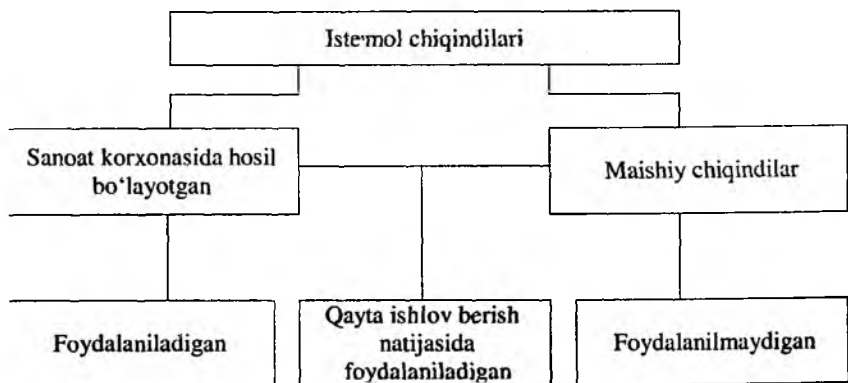 Iste'mol chiqindilari
Sanoat korxonasida hosil
bo‘layotgan
Maishiy chiqindilar
Foydalaniladigan
Qayta ishlov berish
natijasida
foydalaniladigan
Foydalanilmaydigan